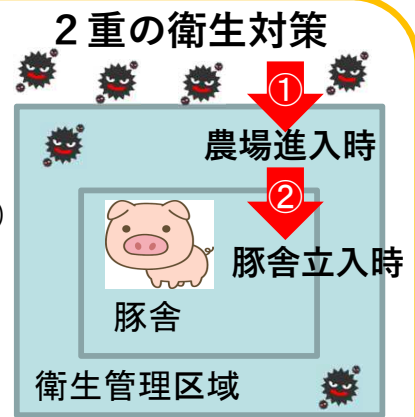 2重の衛生対策
①
農場進入時
②
豚舎立入時
豚舎
衛生管理区域
)